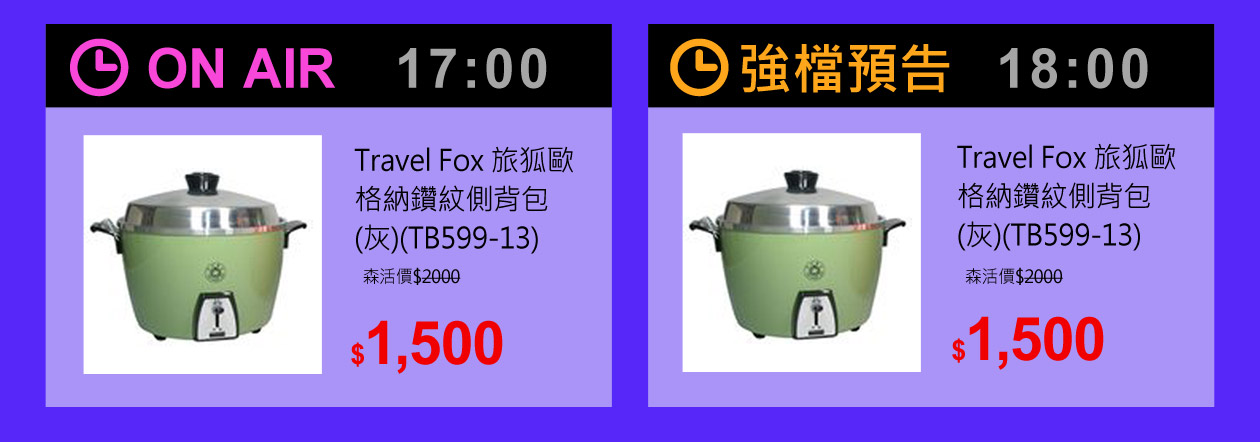 ON AIR 17:00
Travel Fox 旅狐歐
格納鑽紋側背包
(灰)(TB599-13)
森活價$2000
$1,500
強檔預告 18:00
Travel Fox 旅狐歐
格納鑽紋側背包
(灰)(TB599-13)
森活價$2000
$1,500